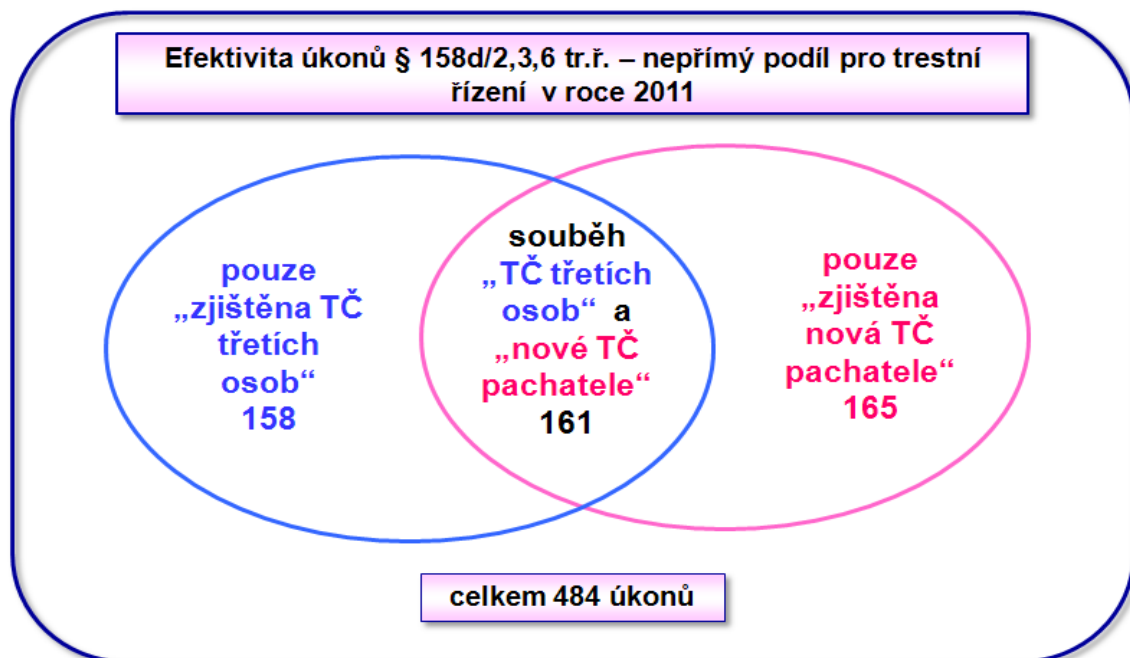 Efektivita úkonů § 158d/2,3,6 tr.ř. – nepřímý podíl pro trestní
řízení v roce 2011
pouze
„zjištěna TČ
třetích
osob“
158
souběh
„TČ třetích
osob“ a
„nové TČ
pachatele“
161
pouze
„zjištěna
nová TČ
pachatele“
165
celkem 484 úkonů